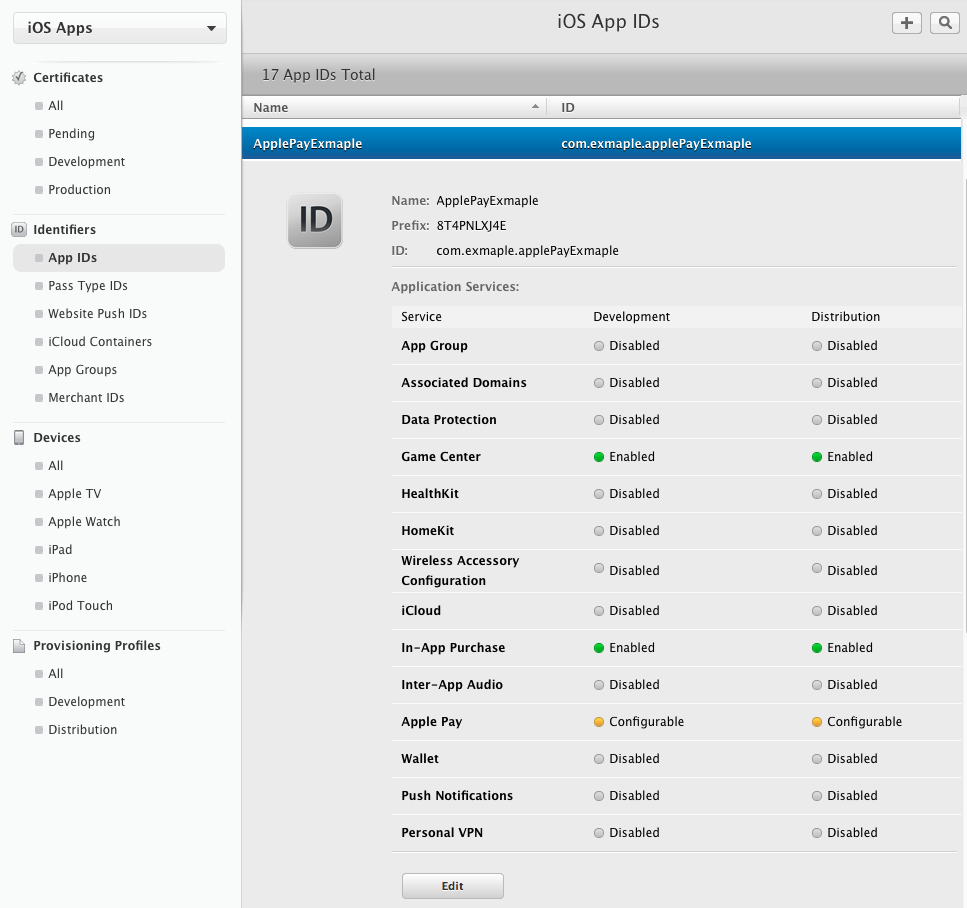 iOS Apps
Certificates
All
Pending
Development
Production
ID Identifiers
App IDs
Pass Type IDs
Website Push IDs
iCloud Containers
App Groups
Merchant IDs
Devices
All
Apple TV
Apple Watch
iPad
iPhone
iPod Touch
Provisioning Profiles
All
Development
Distribution
iOS App IDs
17 App IDs Total
Name ID
ApplePayExmaple com.exmaple.applePayExmaple
ID
Name: ApplePayExmaple
Prefix: 8T4PNLXJ4E
ID: com.exmaple.applePayExmaple
Application Services:
Service Development Distribution
App Group Disabled Disabled
Associated Domains Disabled Disabled
Data Protection Disabled Disabled
Game Center Enabled Enabled
HealthKit Disabled Disabled
HomeKit Disabled Disabled
Wireless Accessory
Configuration Disabled Disabled
iCloud Disabled Disabled
In-App Purchase Enabled Enabled
Inter-App Audio Disabled Disabled
Apple Pay Configurable Configurable
Wallet Disabled Disabled
Push Notifications Disabled Disabled
Personal VPN Disabled Disabled
Edit